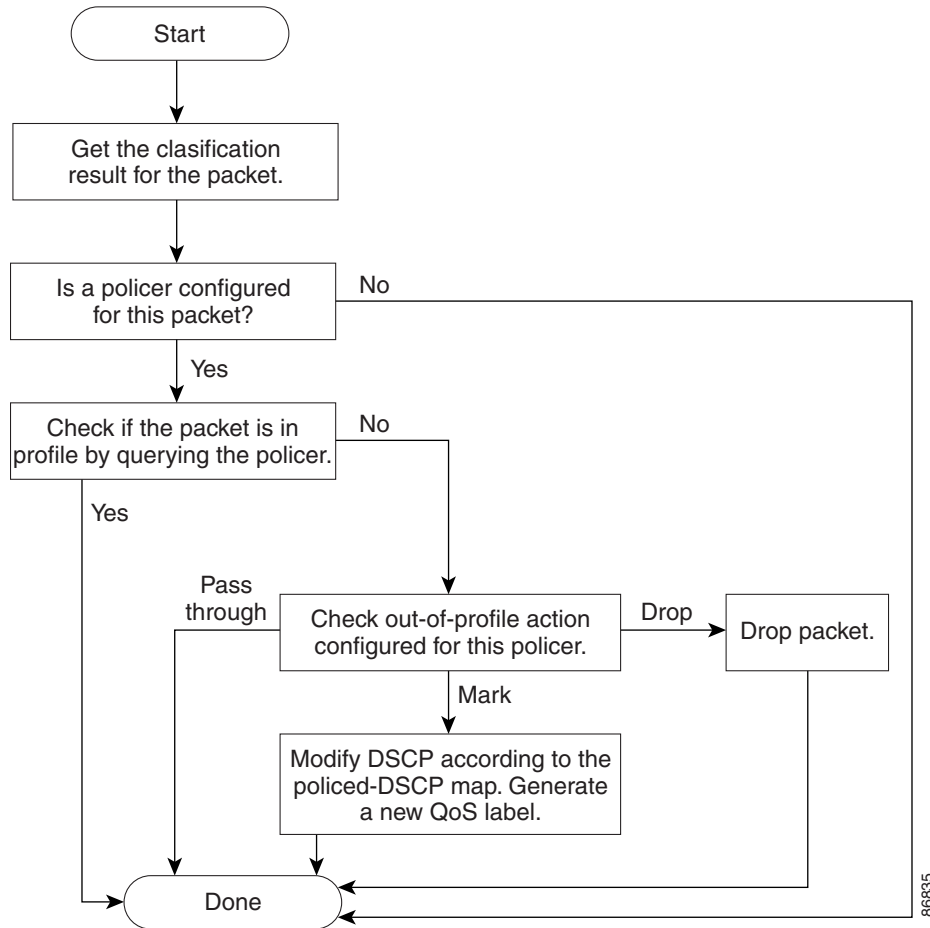 Start
Get the clasification
result for the packet.
Is a policer configured
for this packet?
No
Yes
Check if the packet is in
profile by querying the policer.
No
Yes
Pass
through
Check out-of-profile action
configured for this policer.
Drop
Drop packet.
Mark
Modify DSCP according to the
policed-DSCP map. Generate
a new QoS label.
Done
86835